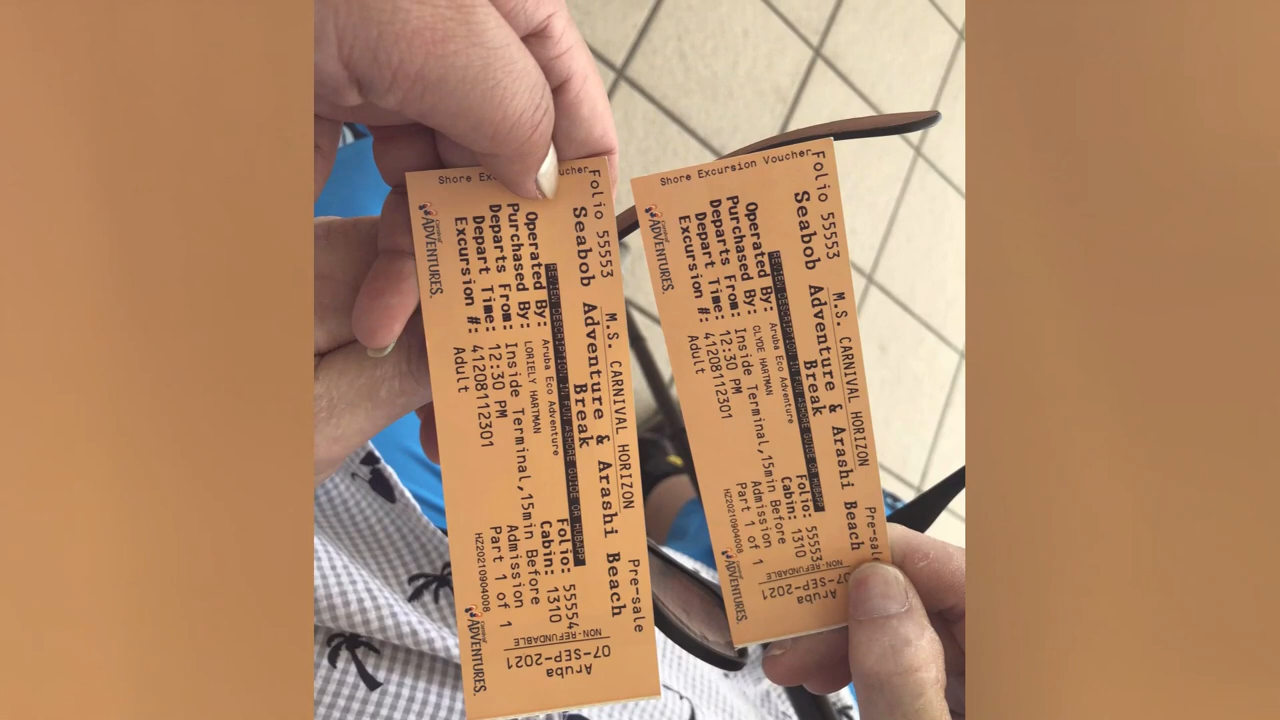 Shore Exc ucher
Folio 55553
M.S. CARNIVAL HORIZON
Pre-sale
Seabob Adventure & Arashi Beach
Break
REVIEW DESCRIPTION IN FUN ASHORE GUIDE OR HUBAPP
Operated By: Aruba Eco Adventure
Folio: 55554
Purchased By: LORIELY HARTMAN
Cabin: 1310
Departs From: Inside Terminal,15min Before
Depart Time: 12:30 PM
Admission
Excursion #: 41208112301
Part 1 of 1
Adult
HZ20210904008
Carnival
ADVENTURES.
Aruba
07-SEP-2021
NON-REFUNDABLE
Carnival
ADVENTURES.
Shore Excursion Voucher
Folio 55553
M.S. CARNIVAL HORIZON
Pre-sale
Seabob Adventure & Arashi Beach
Break
REVIEW DESCRIPTION IN FUN ASHORE GUIDE OR HUBAPP
Operated By: Aruba Eco Adventure
Folio: 55553
Purchased By: CLYDE HARTMAN
Cabin: 1310
Departs From: Inside Terminal,15min Before
Depart Time: 12:30 PM
Admission
Excursion #: 41208112301
Part 1 of 1
Adult
HZ20210904008
Carnival
ADVENTURES.
Aruba
07-SEP-2021
NON-REFUNDABLE
Carnival
ADVENTURES.